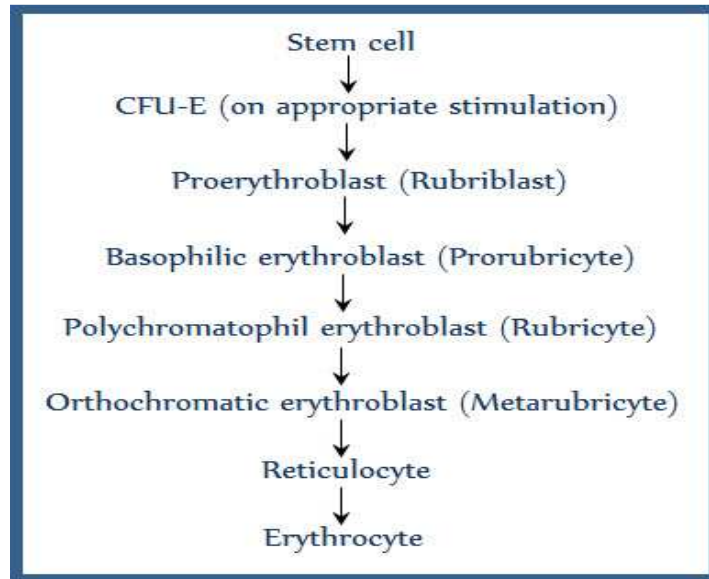 Stem cell
CFU-E (on appropriate stimulation)
Proerythroblast (Rubriblast)
Basophilic erythroblast (Prorubricyte)
Polychromatophil erythroblast (Rubricyte)
Orthochromatic erythroblast (Metarubricyte)
Reticulocyte
Erythrocyte